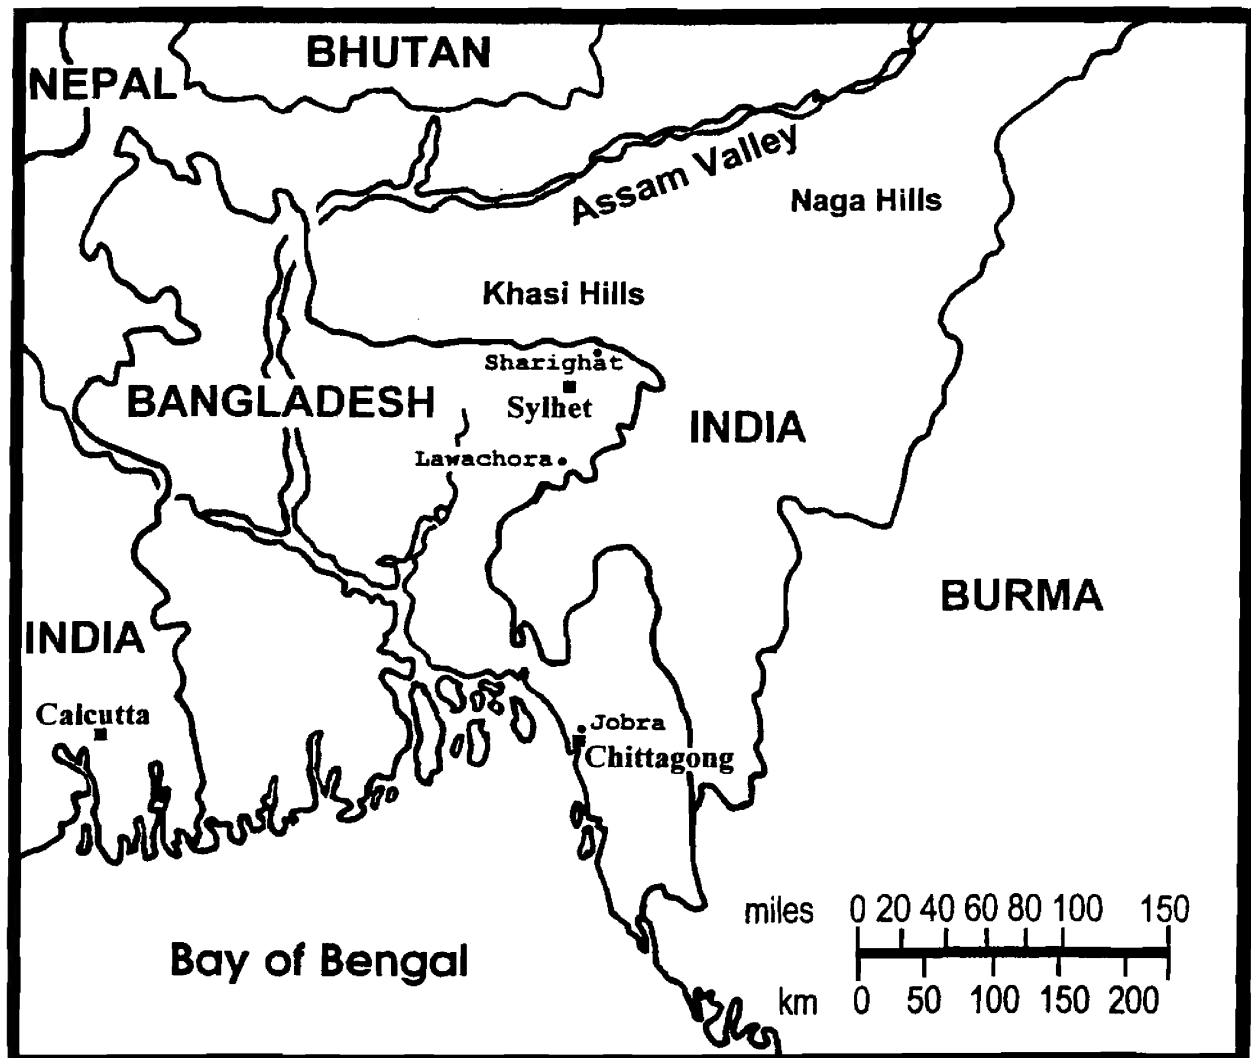 BHUTAN
NEPAL
Assam Valley
Naga Hills
Khasi Hills
Sharighat
Sylhet
BANGLADESH
INDIA
Lawachora
BURMA
INDIA
Calcutta
Jobra
Chittagong
miles 0 20 40 60 80 100 150
Bay of Bengal
km 0 50 100 150 200